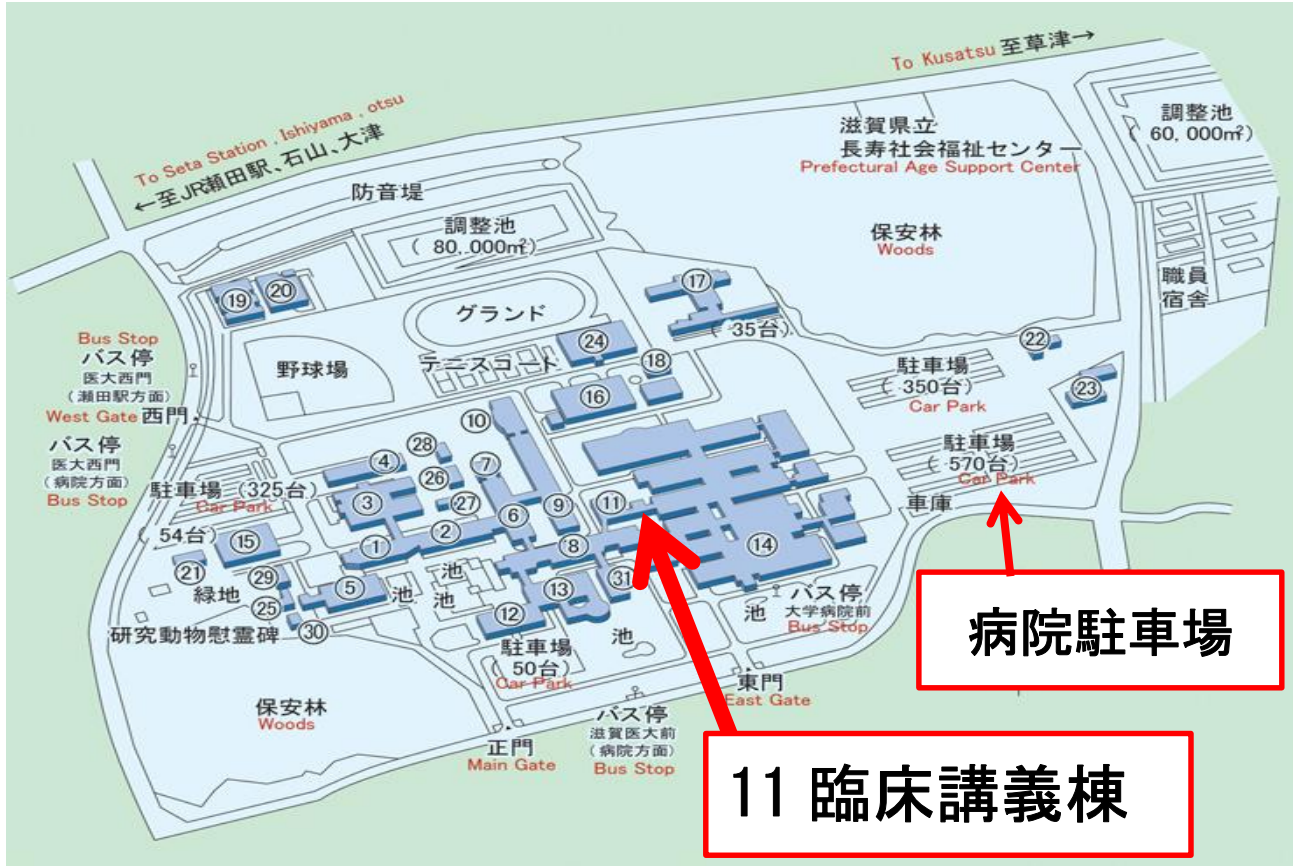 To Kusatsu 至草津→
To Seta Station , Ishiyama , otsu
←至JR瀬田駅、石山、大津
防音堤
調整池
( 80,000㎡)
滋賀県立
長寿社会福祉センター
Prefectural Age Support Center
調整池
( 60,000㎡)
保安林
Woods
職員
宿舎
⑲
⑳
⑰
( 35台)
グランド
Bus Stop
バス停
医大西門
(瀬田駅方面)
West Gate 西門
野球場
テニスコート
㉔
⑱
⑯
㉒
㉓
駐車場
( 350台)
Car Park
駐車場
( 570台)
Car Park
車庫
バス停
医大西門
(病院方面)
Bus Stop
駐車場 (325台)
Car Park
(54台)
⑩
㉘
④
㉖
⑦
③
㉗
⑥
⑨
⑪
②
①
⑧
⑭
⑮
㉑
㉙
緑地
㉕
㉚
⑤
池
池
池
⑬
㉛
⑫
池
池
研究動物慰霊碑
駐車場
( 50台)
Car Park
バス停
大学病院前
Bus Stop
病院駐車場
東門
East Gate
保安林
Woods
正門
Main Gate
バス停
滋賀医大前
(病院方面)
Bus Stop
11 臨床講義棟